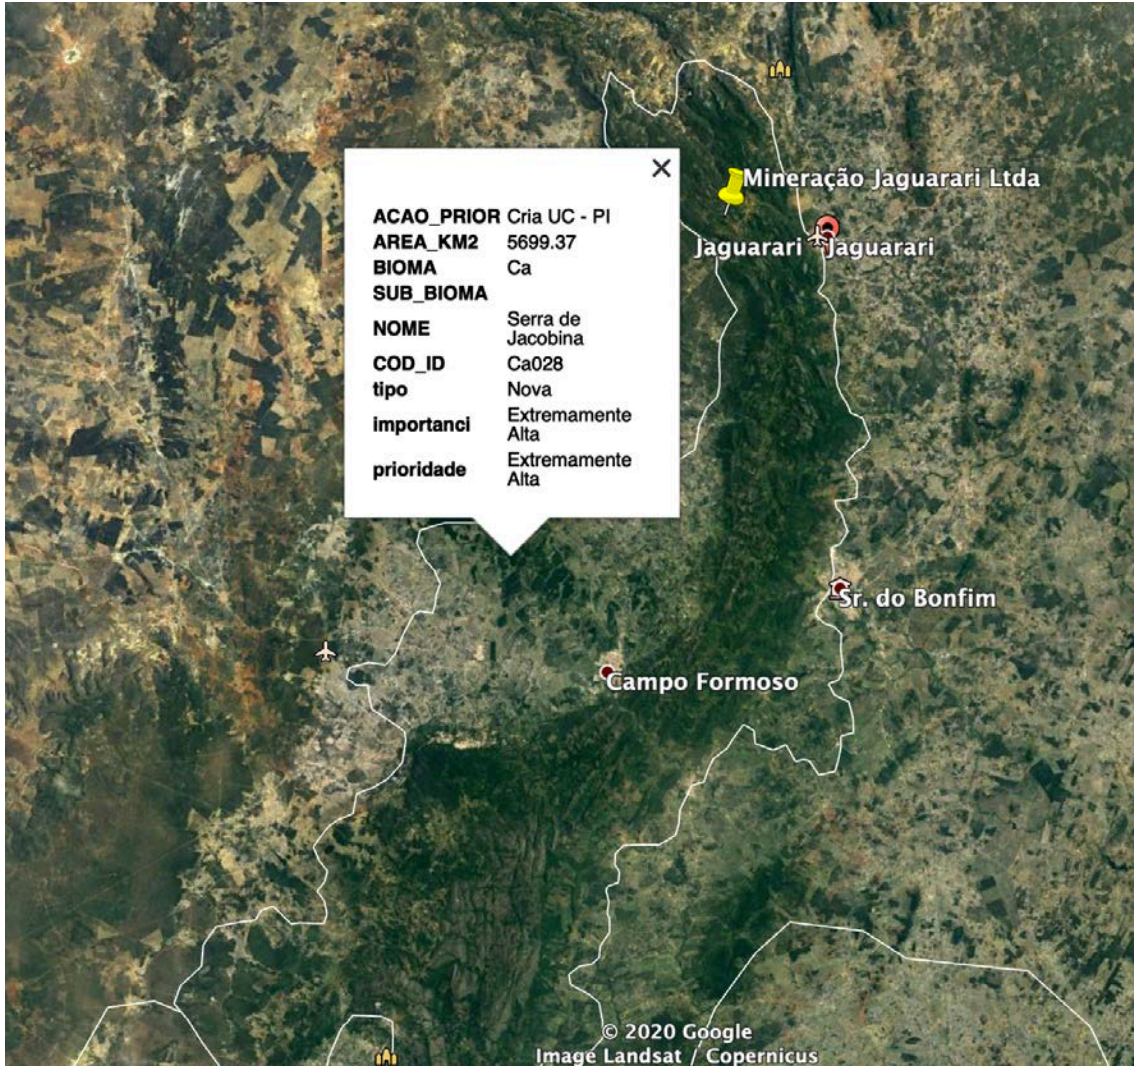 Mineração Jaguarari Ltda
Jaguarari Jaguarari
ACAO_PRIOR Cria UC - PI
AREA_KM2 5699.37
BIOMA Ca
SUB_BIOMA
NOME Serra de
Jacobina
COD_ID Ca028
tipo Nova
importanci Extremamente
Alta
prioridade Extremamente
Alta
Sr. do Bonfim
Campo Formoso
© 2020 Google
Image Landsat / Copernicus